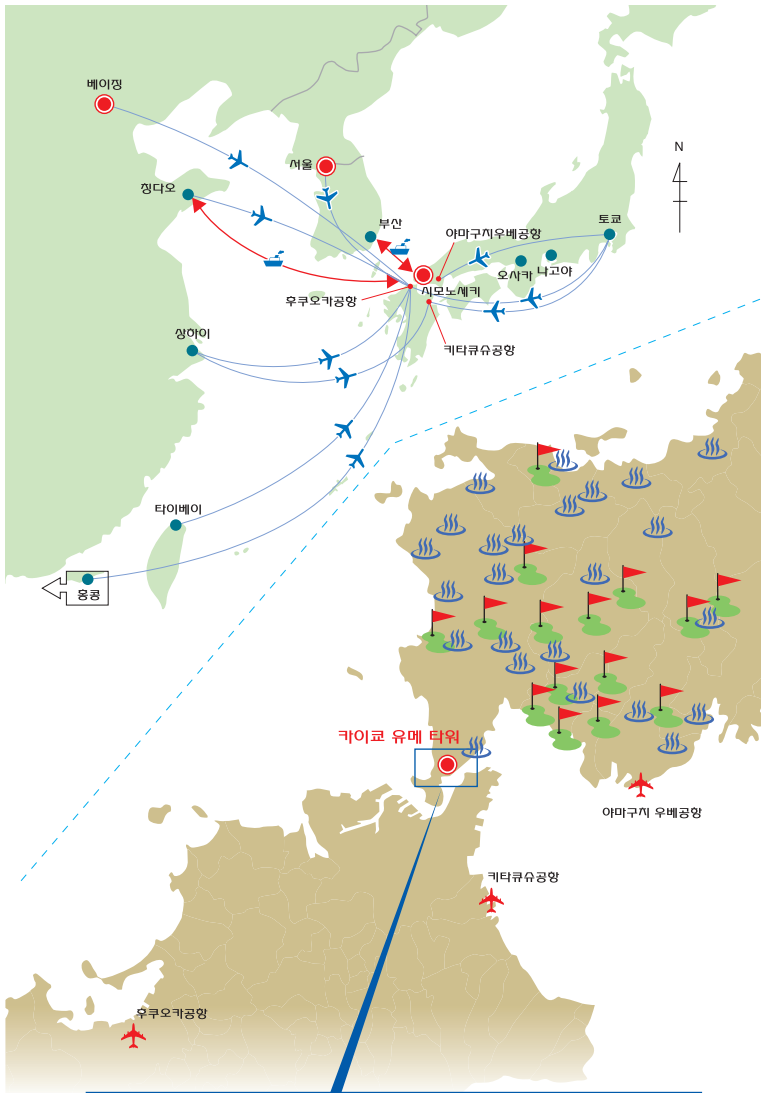 베이징
N
서울
칭다오
부산
토쿄
야마구치우베공항
나고야
오사카
시모노세키
후쿠오카공항
상하이
키타큐슈공항
타이베이
홍콩
카이쿄 유메 타워
야마구치 우베공항
키타큐슈공항
후쿠오카공항